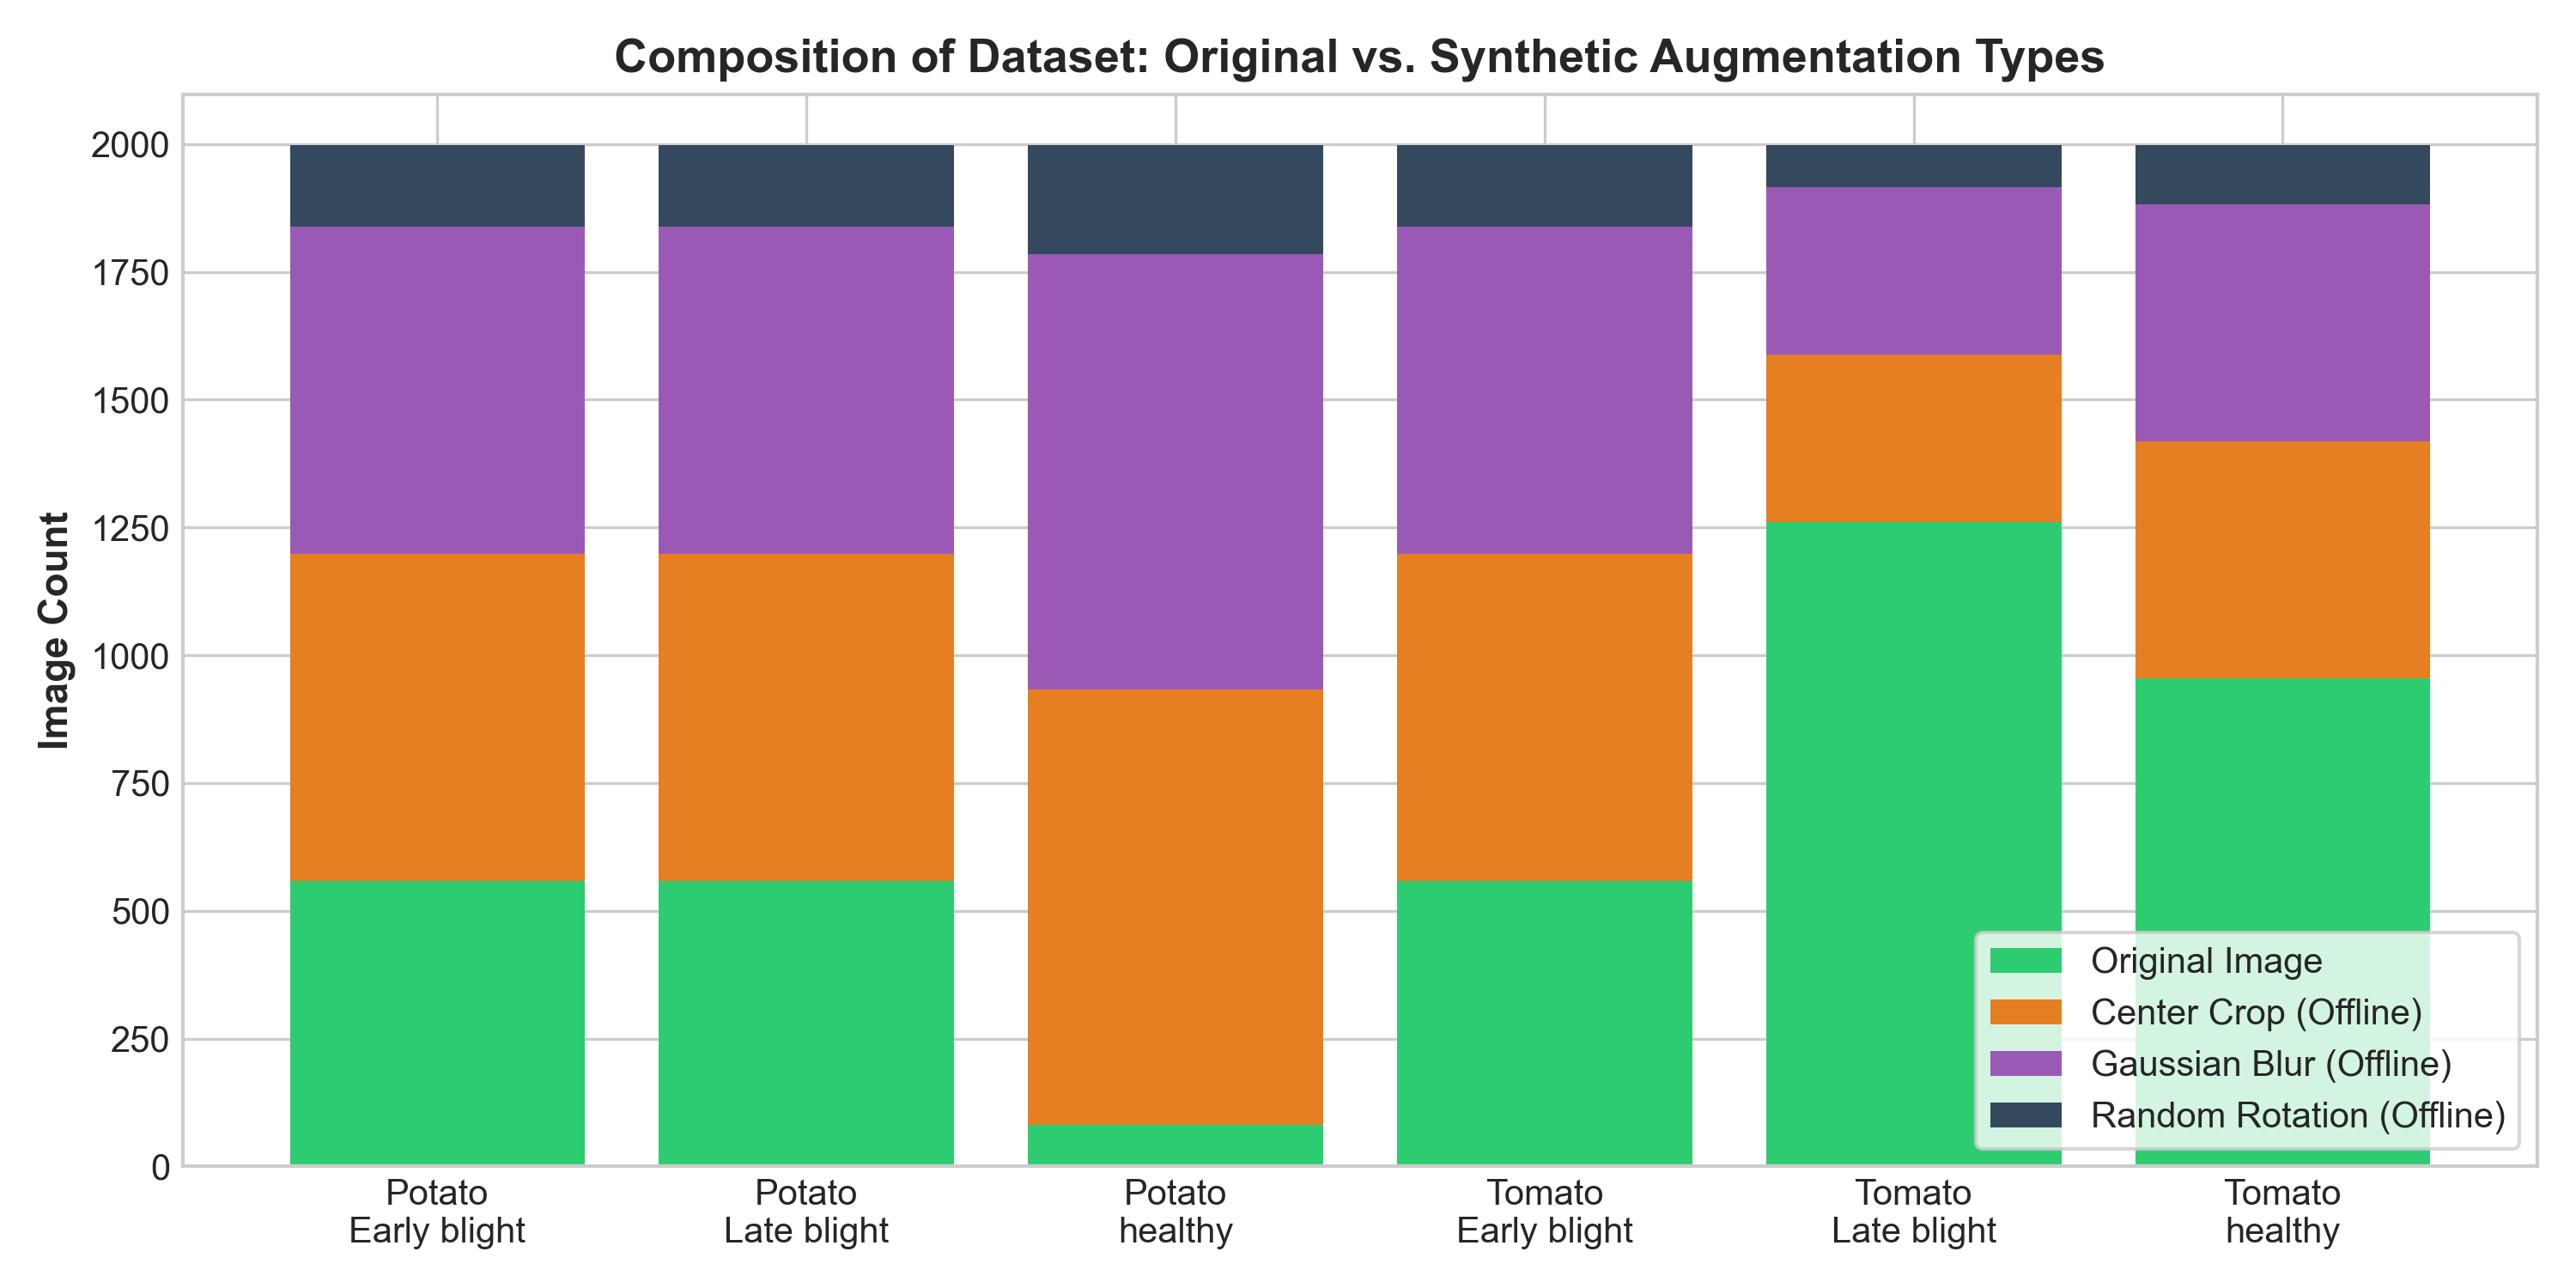 Composition of Dataset: Original vs. Synthetic Augmentation Types
Image Count
2000
1750
1500
1250
1000
750
500
250
0
Potato
Early blight
Potato
Late blight
Potato
healthy
Tomato
Early blight
Tomato
Late blight
Tomato
healthy
Original Image
Center Crop (Offline)
Gaussian Blur (Offline)
Random Rotation (Offline)